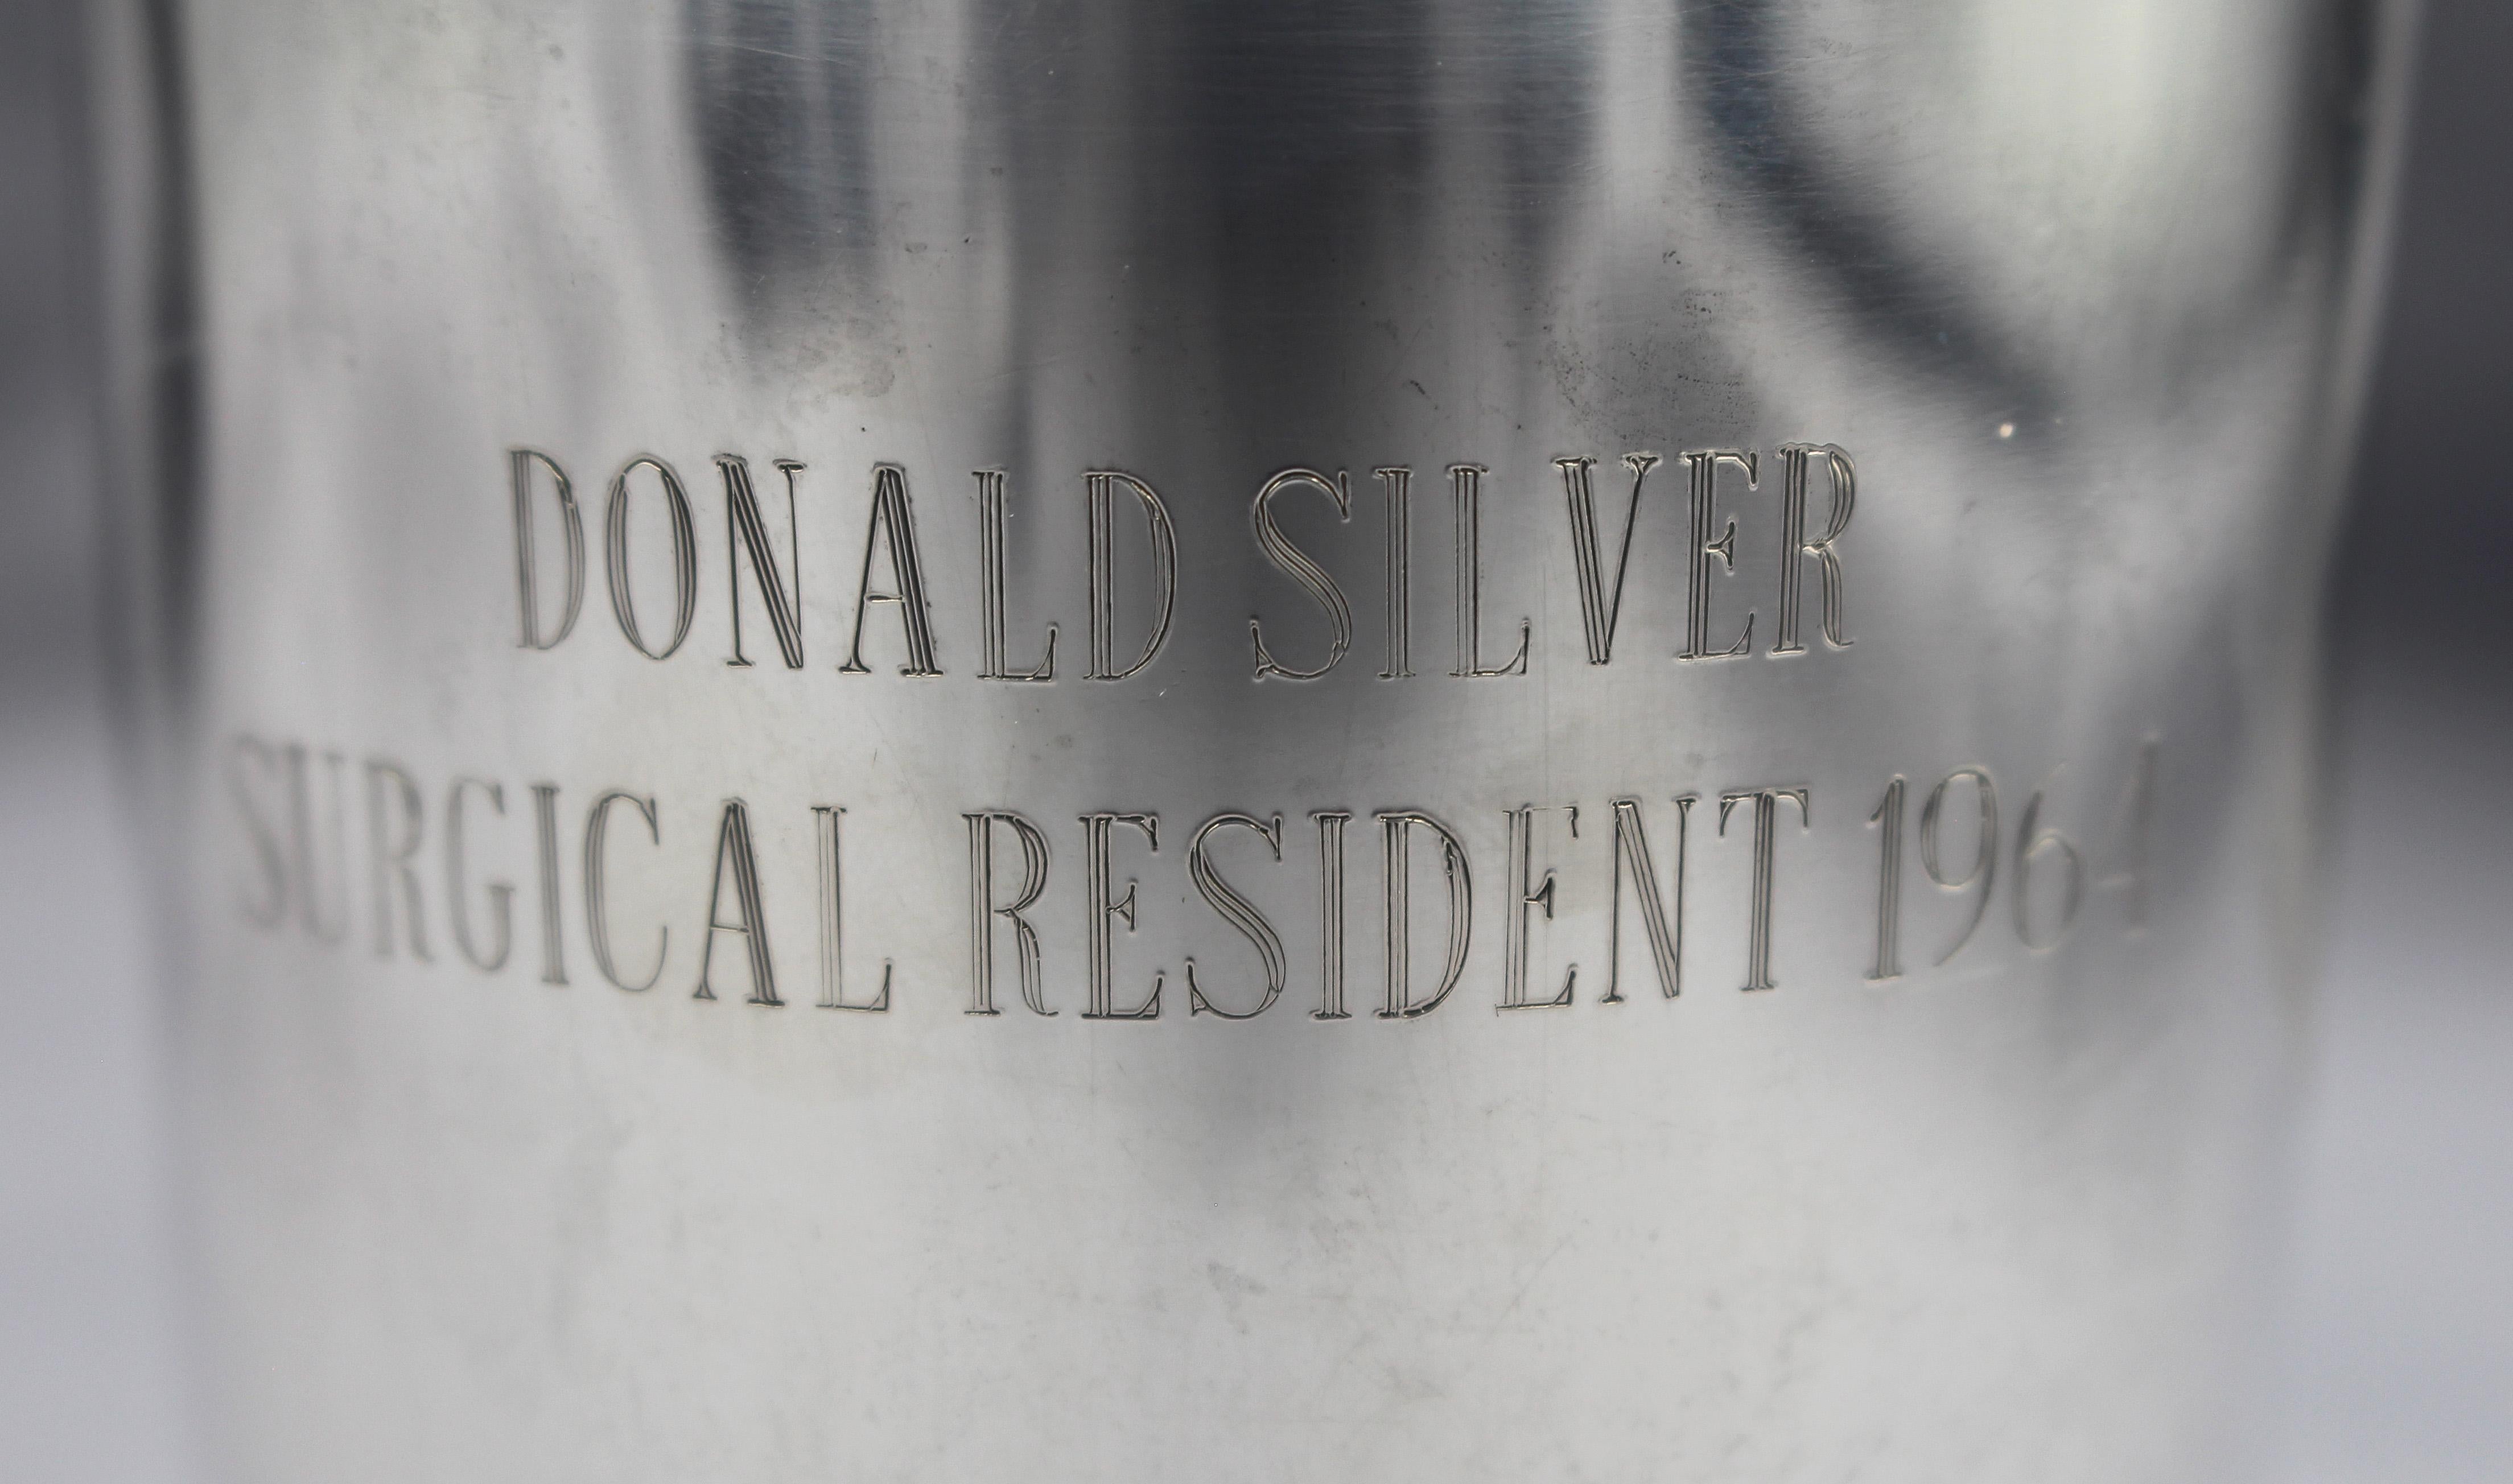 DONALD SILVER
SURGICAL RESIDENT 1964